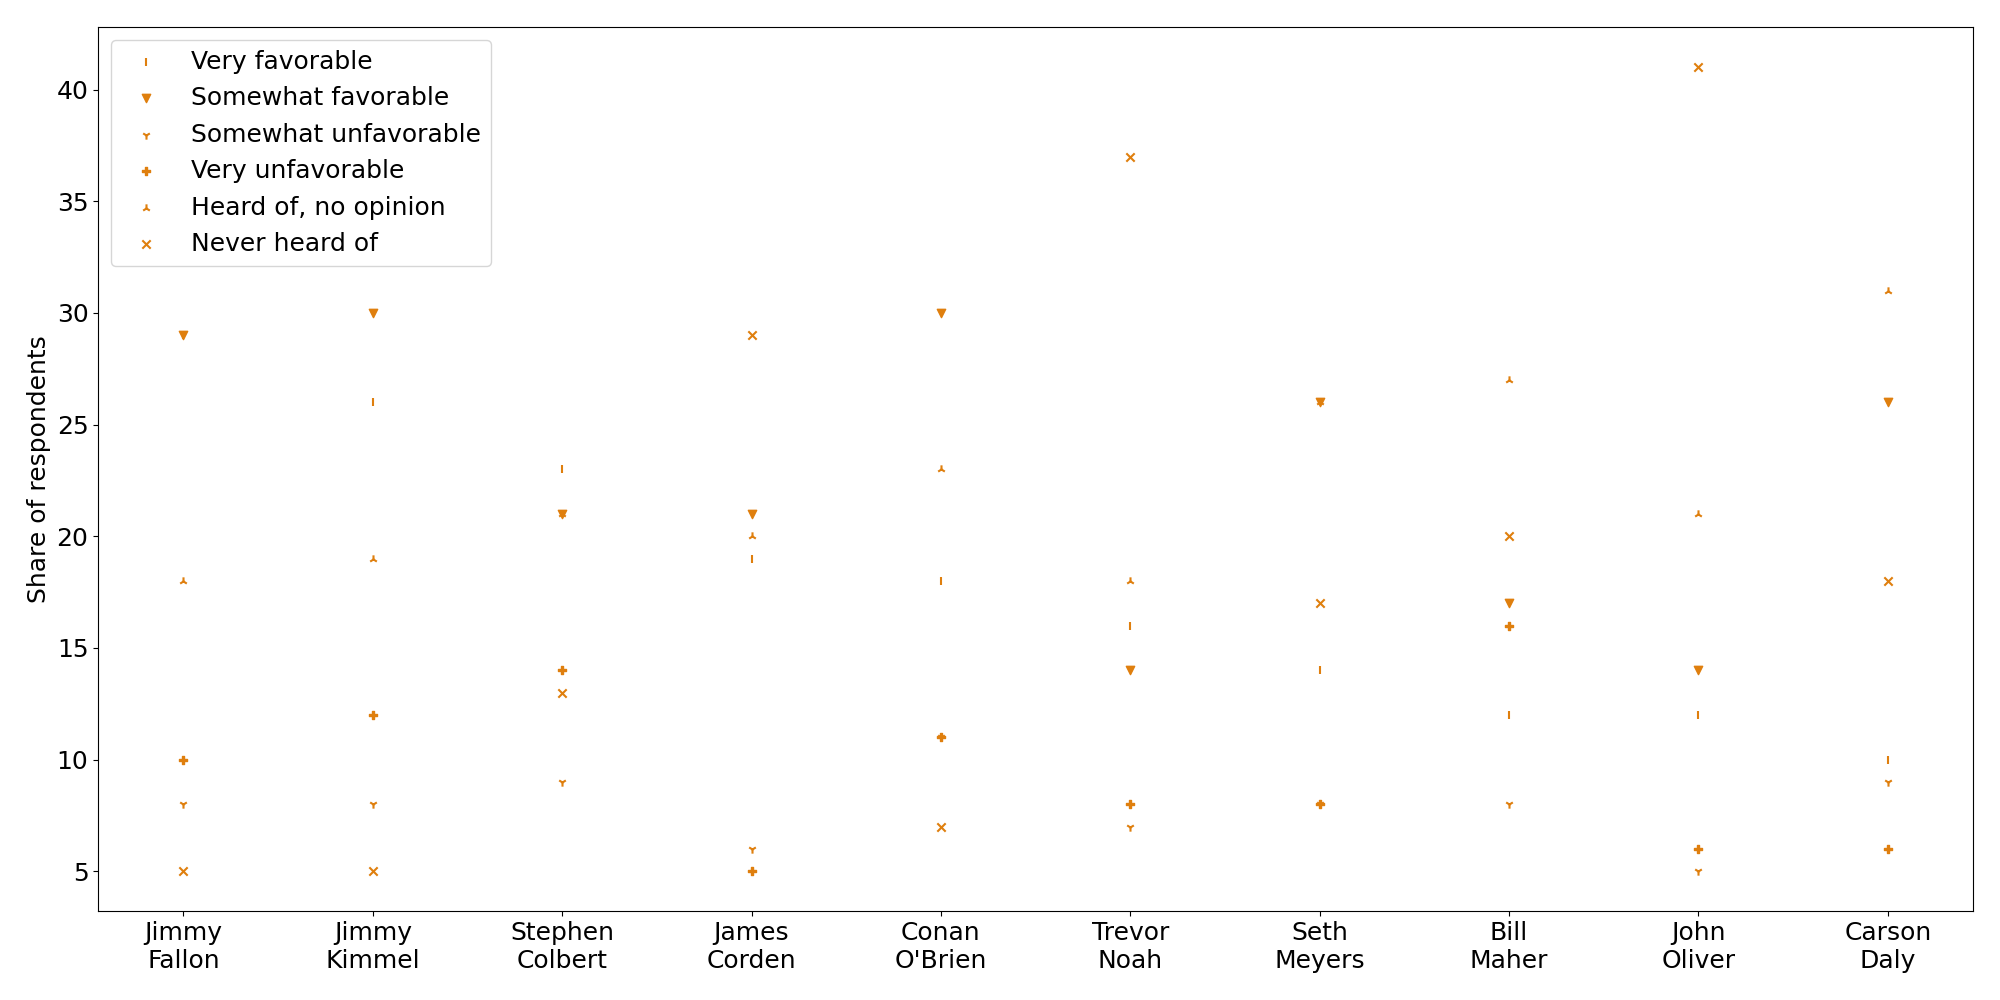 Very favorable
Somewhat favorable
Somewhat unfavorable
Very unfavorable
Heard of, no opinion
Never heard of
40
35
30
25
20
15
10
5
Share of respondents
Jimmy Fallon
Jimmy Kimmel
Stephen Colbert
James Corden
Conan O'Brien
Trevor Noah
Seth Meyers
Bill Maher
John Oliver
Carson Daly